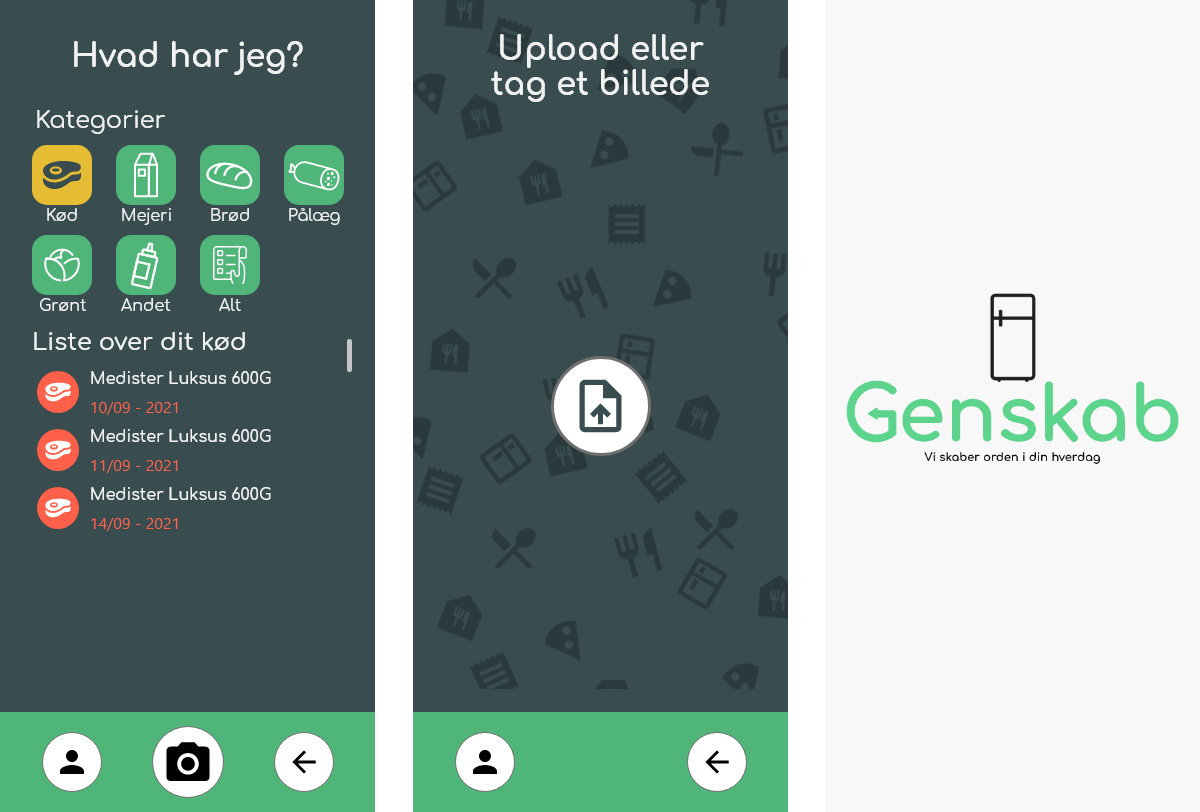 Hvad har jeg?
Kategorier
Kød
Mejeri
Brød
Pålæg
Grønt
Andet
Alt
Liste over dit kød
Medister Luksus 600G
10/09 - 2021
Medister Luksus 600G
11/09 - 2021
Medister Luksus 600G
14/09 - 2021
Upload eller
tag et billede
Genskab
Vi skaber orden i din hverdag